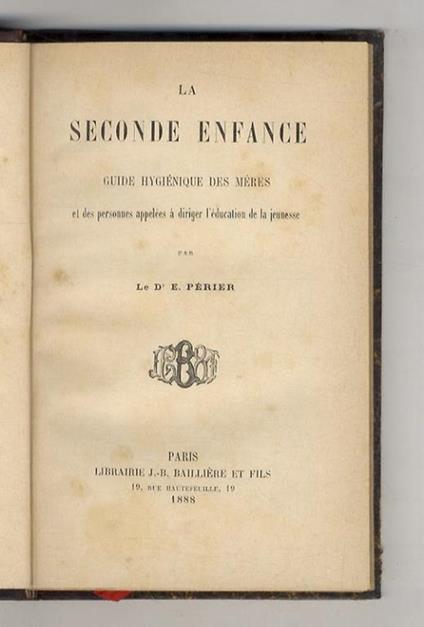 LA
SECONDE ENFANCE
GUIDE HYGIÉNIQUE DES MÈRES
et des personnes appelées à diriger l'éducation de la jeunesse
PAR
Le Dr E. PÉRIER
PARIS
LIBRAIRIE J.-B. BAILLIÈRE ET FILS
19, RUE HAUTEFEUILLE, 19
1888